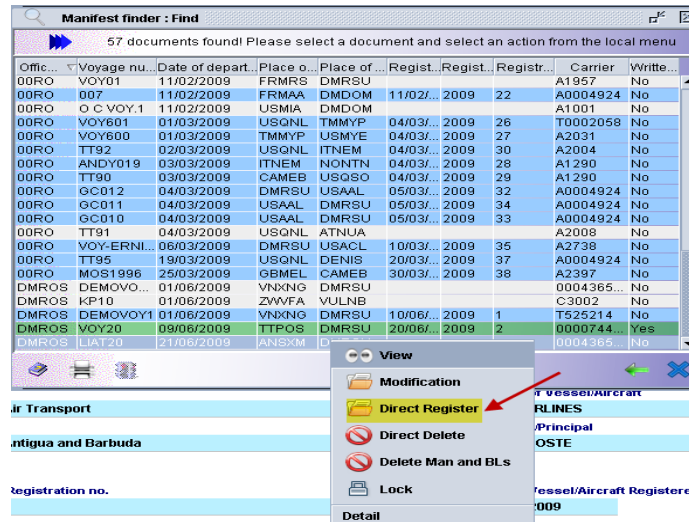 Manifest finder : Find
57 documents found! Please select a document and select an action from the local menu
Offic... Voyage nu... Date of depart... Place o... Place of ... Regist... Regist... Registr... Carrier Writte...
00RO VOY01 11/02/2009 FRMRS DMRSU A1957 No
00RO 007 11/02/2009 FRMAA DMDOM 11/02/... 2009 22 A0004924 No
00RO O C VOY.1 11/02/2009 USMIA DMDOM A1001 No
00RO VOY601 01/03/2009 USQNL TMMYP 04/03/... 2009 26 T0002058 No
00RO VOY600 01/03/2009 TMMYP USMYE 04/03/... 2009 27 A2031 No
00RO TT92 02/03/2009 USQNL ITNEM 04/03/... 2009 30 A2004 No
00RO ANDY019 03/03/2009 ITNEM NONTN 04/03/... 2009 28 A1290 No
00RO TT90 03/03/2009 CAMEB USQSO 04/03/... 2009 29 A1290 No
00RO GC012 04/03/2009 DMRSU USAAL 05/03/... 2009 32 A0004924 No
00RO GC011 04/03/2009 USAAL DMRSU 05/03/... 2009 34 A0004924 No
00RO GC010 04/03/2009 USAAL DMRSU 05/03/... 2009 33 A0004924 No
00RO TT91 04/03/2009 USQNL ATNUA A2008 No
00RO VOY-ERNI... 06/03/2009 DMRSU USACL 10/03/... 2009 35 A2738 No
00RO TT95 19/03/2009 USQNL DENIS 20/03/... 2009 37 A0004924 No
00RO MOS1996 25/03/2009 GBMEL CAMEB 30/03/... 2009 38 A2397 No
DMROS DEMOVO... 01/06/2009 VNXNG DMRSU 0004365... No
DMROS KP10 01/06/2009 ZWVFA VULNB C3002 No
DMROS DEMOVOY1 01/06/2009 VNXNG DMRSU 10/06/... 2009 1 T525214 No
DMROS VOY20 09/06/2009 TTPOS DMRSU 20/06/... 2009 2 0000744... Yes
DMROS LIAT20 21/06/2009 ANSXM 0004365... No
View
Modification
Direct Register
Direct Delete
Delete Man and BLs
Lock
Detail
ir Transport
of Vessel/Aircraft
RLINES
ntigua and Barbuda
/Principal
OSTE
Registration no.
Vessel/Aircraft Registere
009